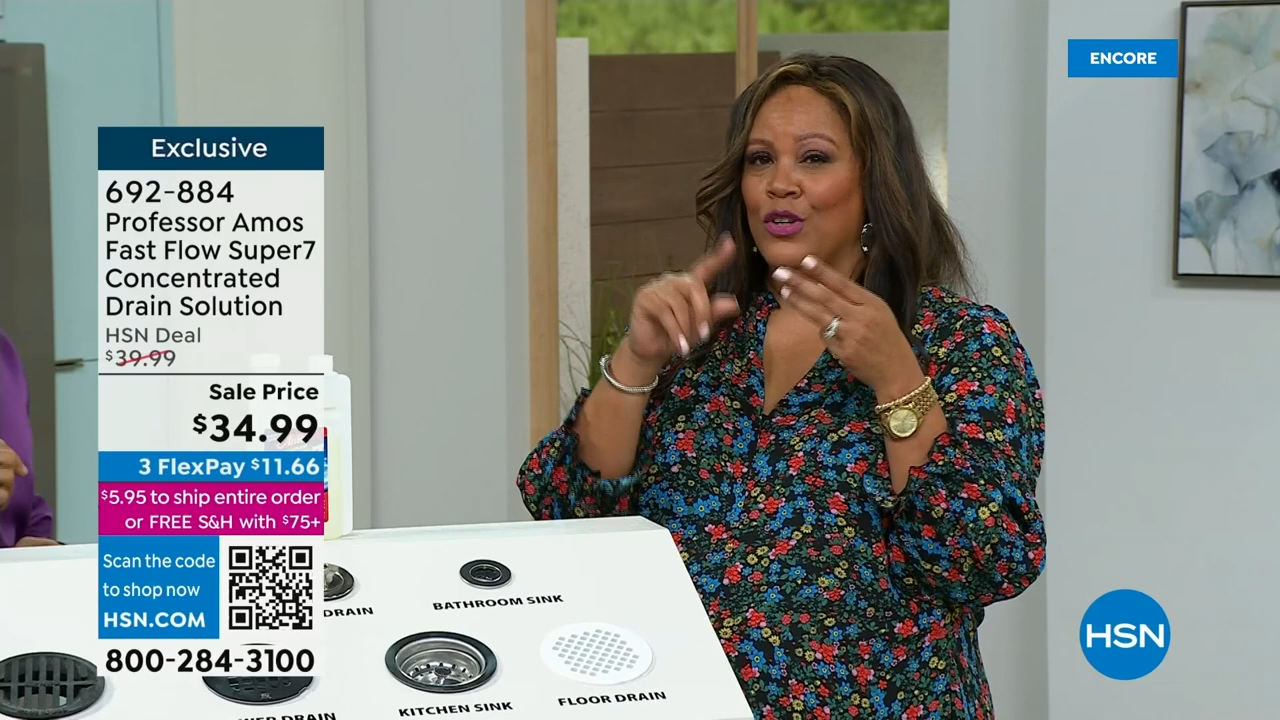 ENCORE
Exclusive
692-884
Professor Amos
Fast Flow Super7
Concentrated
Drain Solution
HSN Deal
$39.99
Sale Price
$34.99
3 FlexPay $11.66
$5.95 to ship entire order
or FREE S&H with $75+
Scan the code
to shop now
HSN.COM
800-284-3100
DRAIN
BATHROOM SINK
DRAIN
KITCHEN SINK
FLOOR DRAIN
HSN